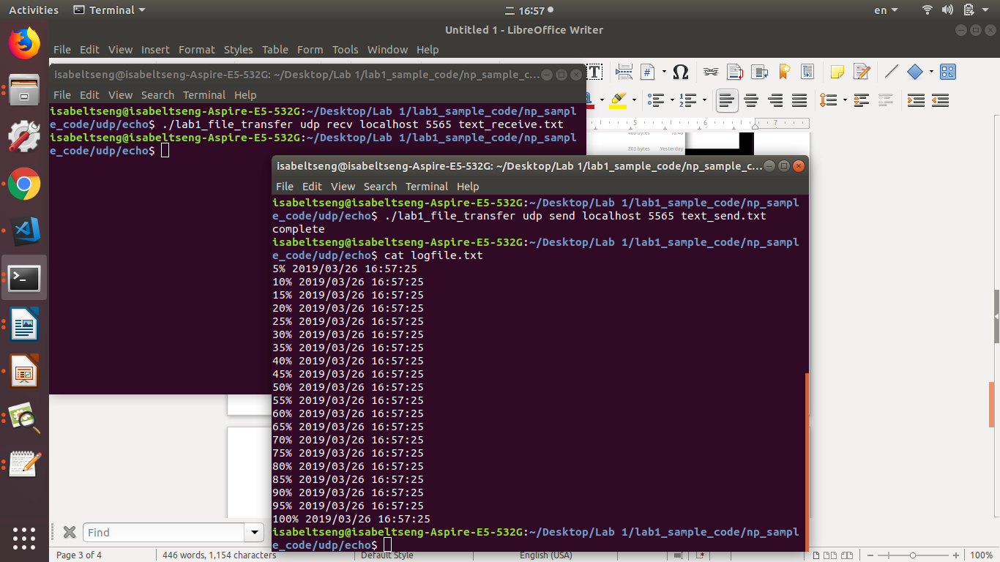 Activities Terminal 二 16:57 en
Untitled 1 - LibreOffice Writer
File Edit View Insert Format Styles Table Form Tools Window Help
isabeltseng@isabeltseng-Aspire-E5-532G: ~/Desktop/Lab 1/lab1_sample_code/np_sample_c...
File Edit View Search Terminal Help
isabeltseng@isabeltseng-Aspire-E5-532G:~/Desktop/Lab 1/lab1_sample_code/np_sampl
e_code/udp/echo$ ./lab1_file_transfer udp recv localhost 5565 text_receive.txt
isabeltseng@isabeltseng-Aspire-E5-532G:~/Desktop/Lab 1/lab1_sample_code/np_sampl
e_code/udp/echo$
5 6 7
203 bytes Yesterday
isabeltseng@isabeltseng-Aspire-E5-532G: ~/Desktop/Lab 1/lab1_sample_code/np_sample_c...
File Edit View Search Terminal Help
isabeltseng@isabeltseng-Aspire-E5-532G:~/Desktop/Lab 1/lab1_sample_code/np_sampl
e_code/udp/echo$ ./lab1_file_transfer udp send localhost 5565 text_send.txt
complete
isabeltseng@isabeltseng-Aspire-E5-532G:~/Desktop/Lab 1/lab1_sample_code/np_sampl
e_code/udp/echo$ cat logfile.txt
5% 2019/03/26 16:57:25
10% 2019/03/26 16:57:25
15% 2019/03/26 16:57:25
20% 2019/03/26 16:57:25
25% 2019/03/26 16:57:25
30% 2019/03/26 16:57:25
35% 2019/03/26 16:57:25
40% 2019/03/26 16:57:25
45% 2019/03/26 16:57:25
50% 2019/03/26 16:57:25
55% 2019/03/26 16:57:25
60% 2019/03/26 16:57:25
65% 2019/03/26 16:57:25
70% 2019/03/26 16:57:25
75% 2019/03/26 16:57:25
80% 2019/03/26 16:57:25
85% 2019/03/26 16:57:25
90% 2019/03/26 16:57:25
95% 2019/03/26 16:57:25
100% 2019/03/26 16:57:25
isabeltseng@isabeltseng-Aspire-E5-532G:~/Desktop/Lab 1/lab1_sample_code/np_sampl
e_code/udp/echo$
Find
Page 3 of 4 446 words, 1,154 characters Default Style English (USA) 100%